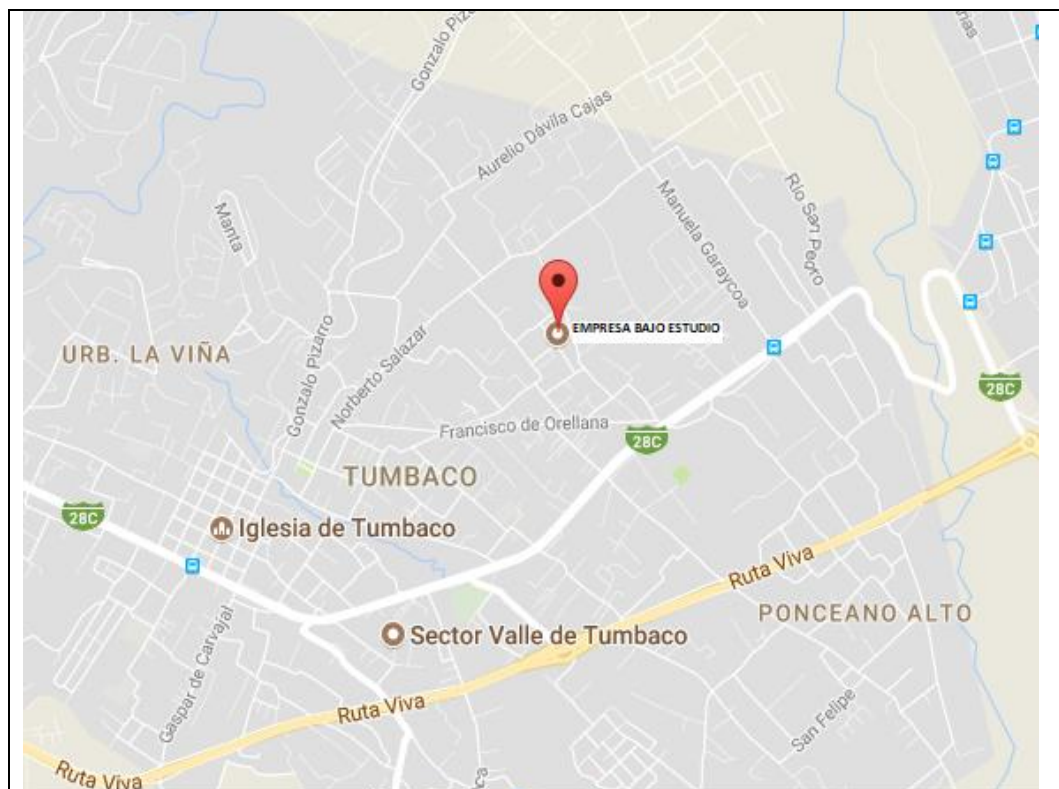 Gonzalo Piza
Aurelio Dávila Cajas
Manuela Garaycoa
Río San Pedro
Manta
EMPRESA BAJO ESTUDIO
URB. LA VIÑA
Gonzalo Pizarro
Norberto Salazar
28C
Francisco de Orellana
28C
TUMBACO
28C
Iglesia de Tumbaco
Ruta Viva
PONCEANO ALTO
Sector Valle de Tumbaco
Gaspar de Carvajal
Ruta Viva
San Felipe
Ruta Viva